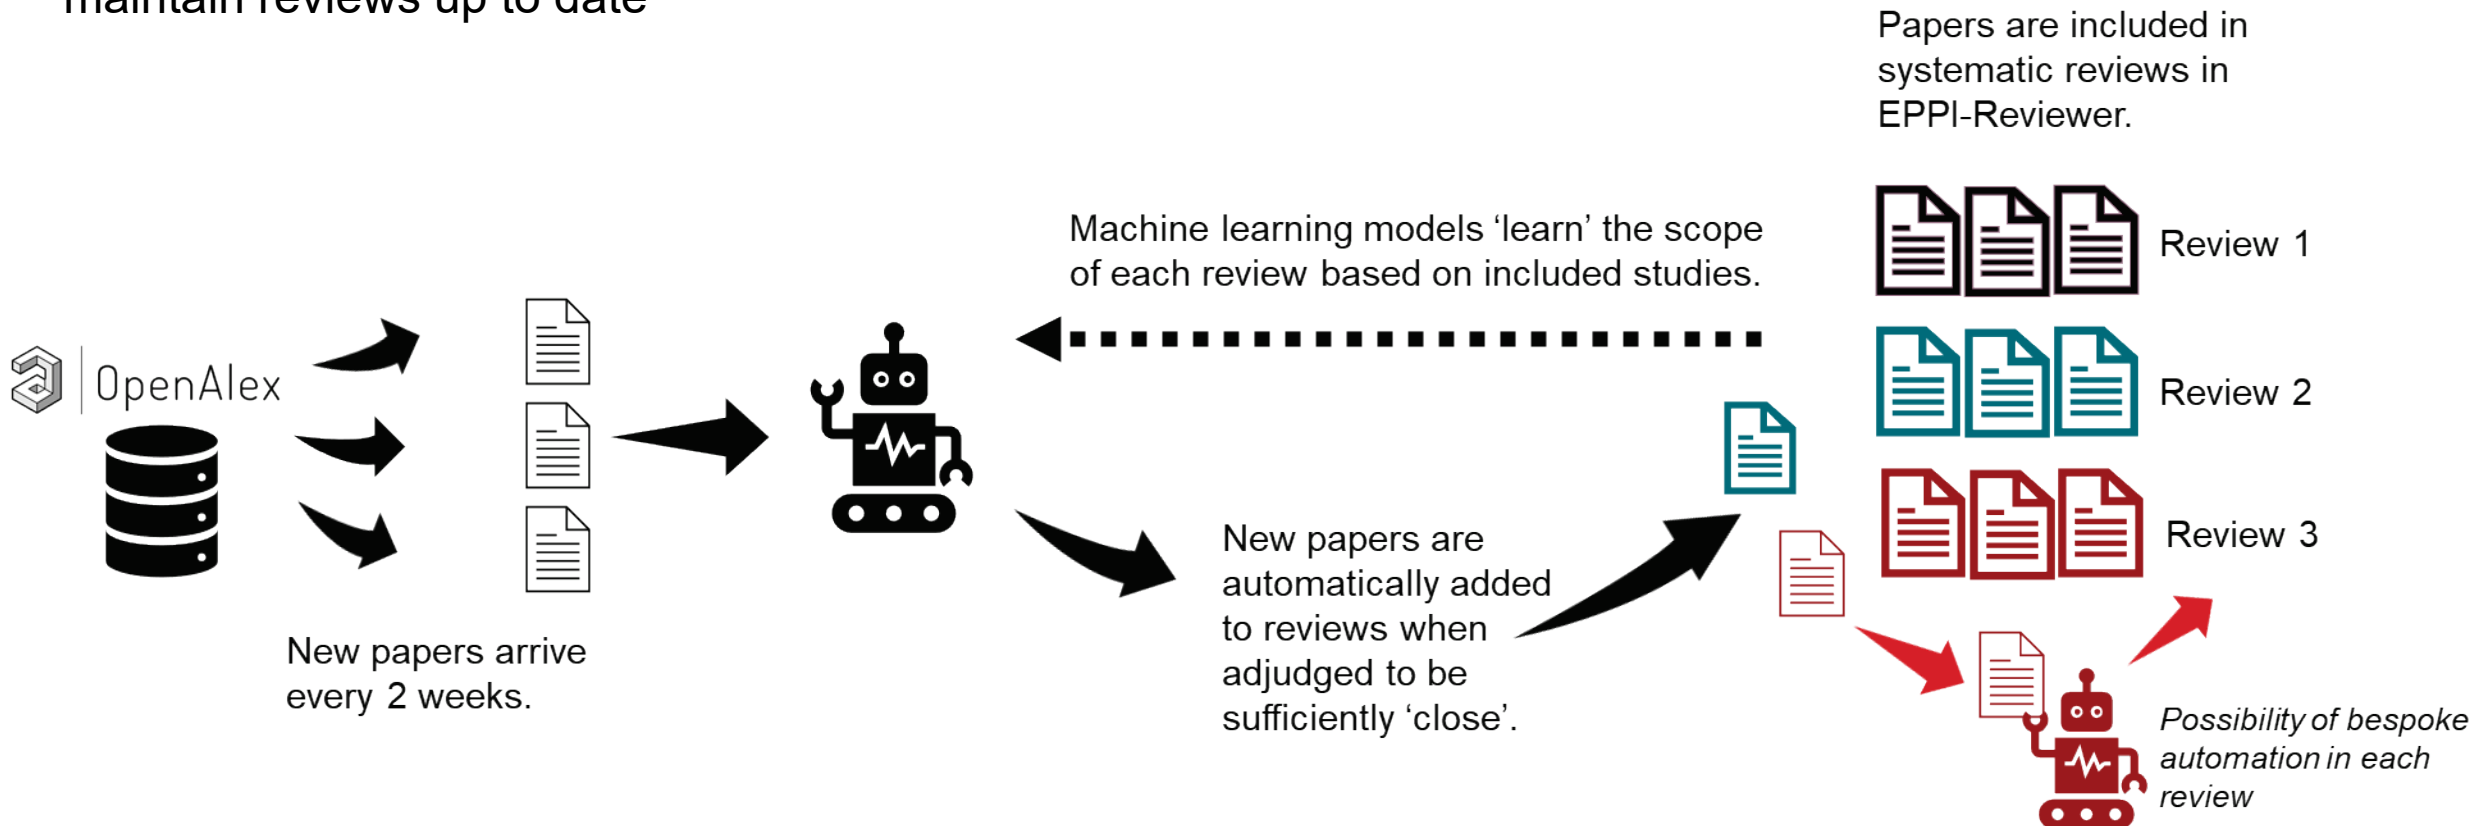 maintain reviews up to date
Papers are included in
systematic reviews in
EPPI-Reviewer.
Machine learning models ‘learn’ the scope
of each review based on included studies.
Review 1
OpenAlex
Review 2
Review 3
New papers are
automatically added
to reviews when
adjudged to be
sufficiently ‘close’.
New papers arrive
every 2 weeks.
Possibility of bespoke
automation in each
review